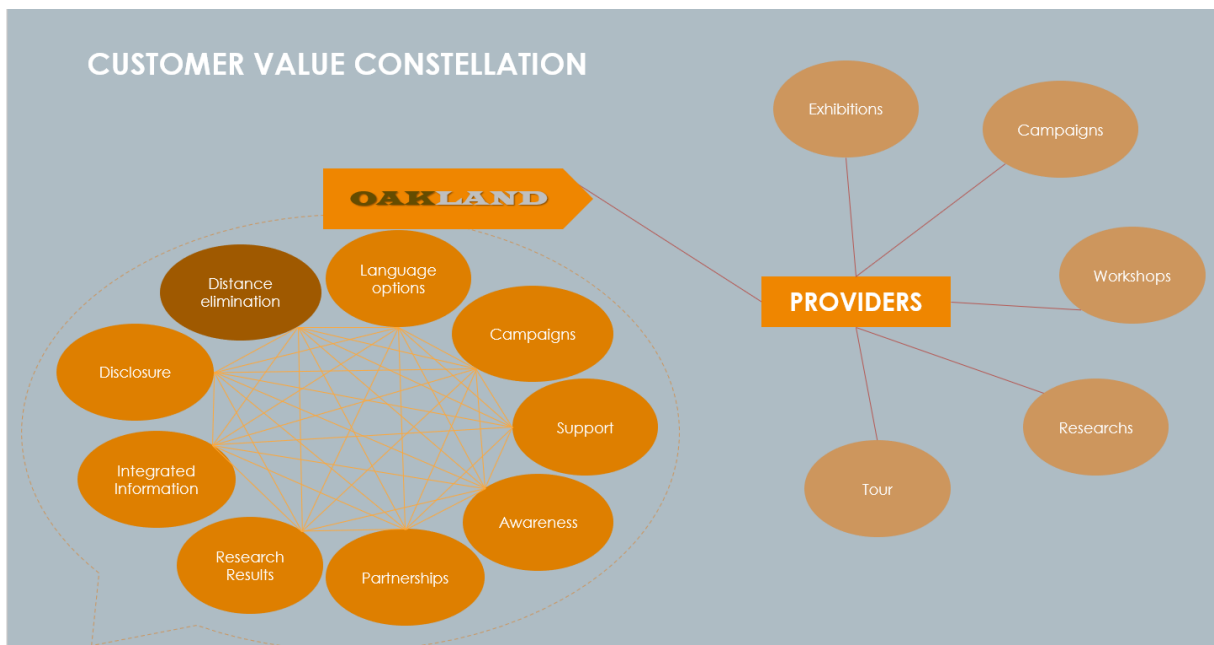 CUSTOMER VALUE CONSTELLATION
OAKLAND
Distance
elimination
Language
options
Campaigns
Disclosure
Support
Integrated
Information
Awareness
Research
Results
Partnerships
PROVIDERS
Exhibitions
Campaigns
Workshops
Researchs
Tour